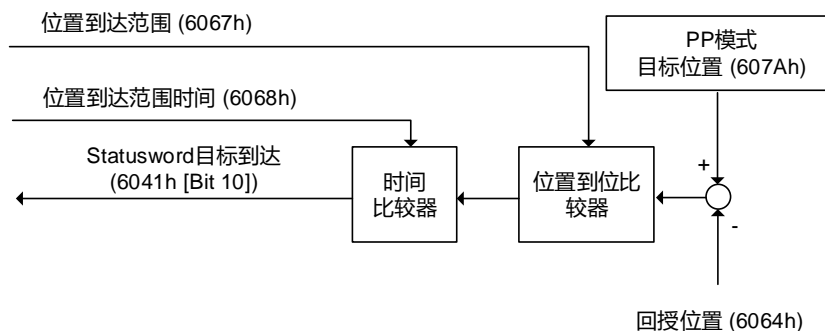 位置到达范围 (6067h)
PP模式
目标位置 (607Ah)
位置到达范围时间 (6068h)
Statusword目标到达
(6041h [Bit 10])
时间
比较器
位置到位比
较器
+
-
回授位置 (6064h)